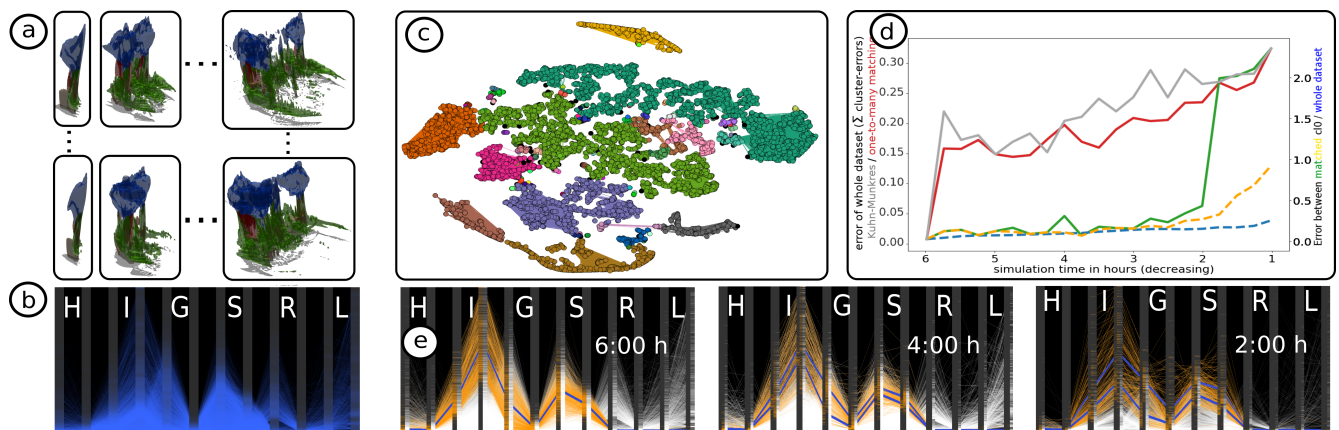 a
c
d
error of whole dataset (Σ cluster-errors)
Kuhn-Munkres / one-to-many matching
0.30
0.25
0.20
0.15
0.10
0.05
0.00
2.0
1.5
1.0
0.5
0.0
Error between matched cl0 / whole dataset
6 5 4 3 2 1
simulation time in hours (decreasing)
b
H I G S R L
e
H I G S R L
6:00 h
H I G S R L
4:00 h
H I G S R L
2:00 h